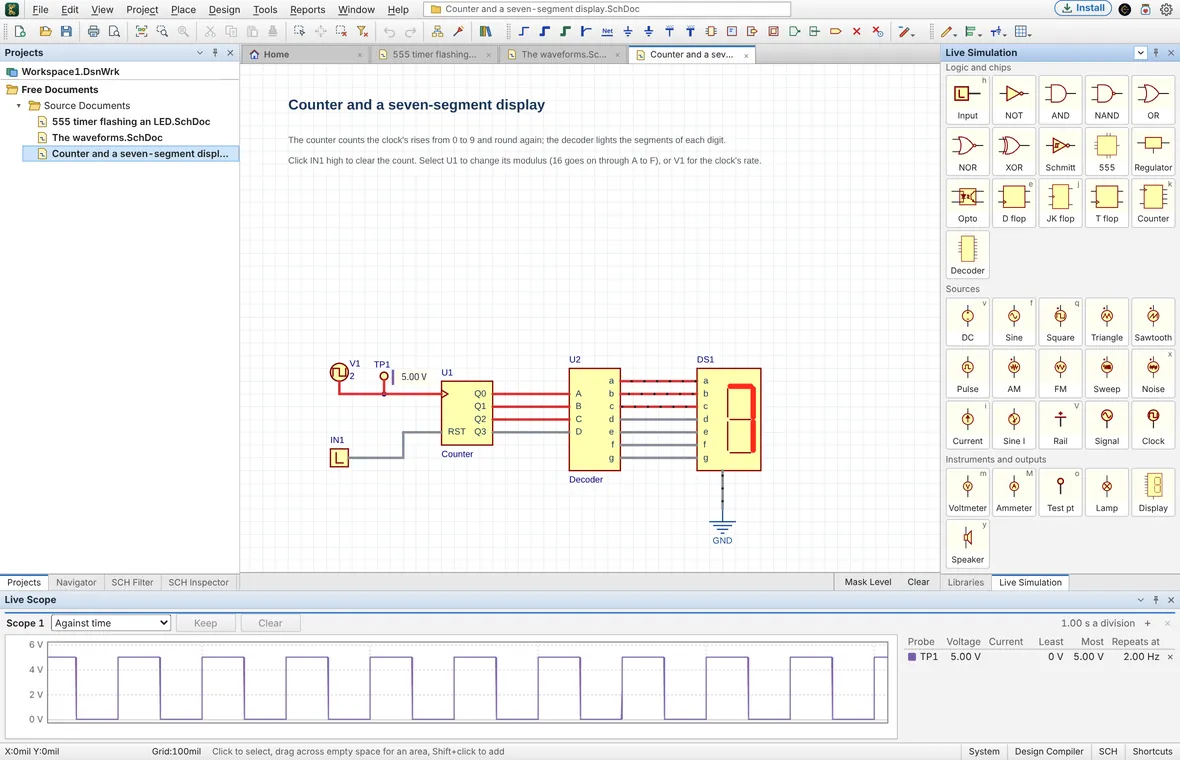 File Edit View Project Place Design Tools Reports Window Help
Counter and a seven-segment display.SchDoc
Install
Net
Projects
Workspace1.DsnWrk
Free Documents
Source Documents
555 timer flashing an LED.SchDoc
The waveforms.SchDoc
Counter and a seven-segment displ...
Home
555 timer flashing...
The waveforms.Sc...
Counter and a sev...
Counter and a seven-segment display
The counter counts the clock's rises from 0 to 9 and round again; the decoder lights the segments of each digit.
Click IN1 high to clear the count. Select U1 to change its modulus (16 goes on through A to F), or V1 for the clock's rate.
V1
2
TP1
5.00 V
U1
Q0
Q1
Q2
RST Q3
Counter
IN1
L
U2
A
B
C
D
a
b
c
d
e
f
g
Decoder
DS1
a
b
c
d
e
f
g
GND
Live Simulation
Logic and chips
h
L
Input NOT AND NAND OR
NOR XOR Schmitt 555 Regulator
e j k
Opto D flop JK flop T flop Counter
Decoder
Sources
v f q
DC Sine Square Triangle Sawtooth
x
Pulse AM FM Sweep Noise
i V
Current Sine I Rail Signal Clock
Instruments and outputs
m M o
V A
Voltmeter Ammeter Test pt Lamp Display
y
Speaker
Projects Navigator SCH Filter SCH Inspector
Mask Level Clear
Libraries Live Simulation
Live Scope
Scope 1 Against time Keep Clear
1.00 s a division +
6 V
4 V
2 V
0 V
Probe Voltage Current Least Most Repeats at
TP1 5.00 V 0 V 5.00 V 2.00 Hz
X:0mil Y:0mil Grid:100mil Click to select, drag across empty space for an area, Shift+click to add
System Design Compiler SCH Shortcuts